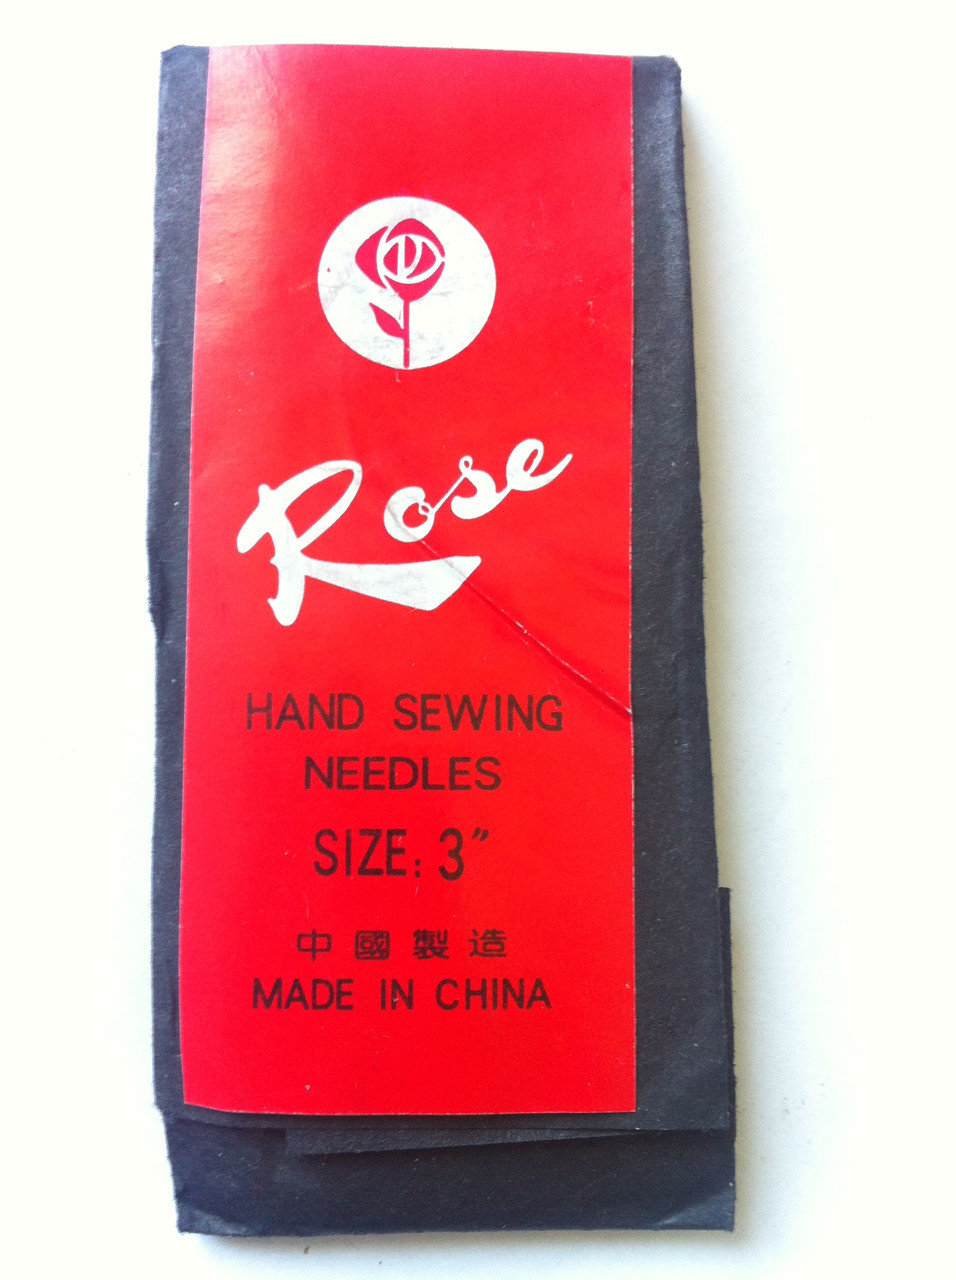 Rose
HAND SEWING
NEEDLES
SIZE: 3"
中國製造
MADE IN CHINA